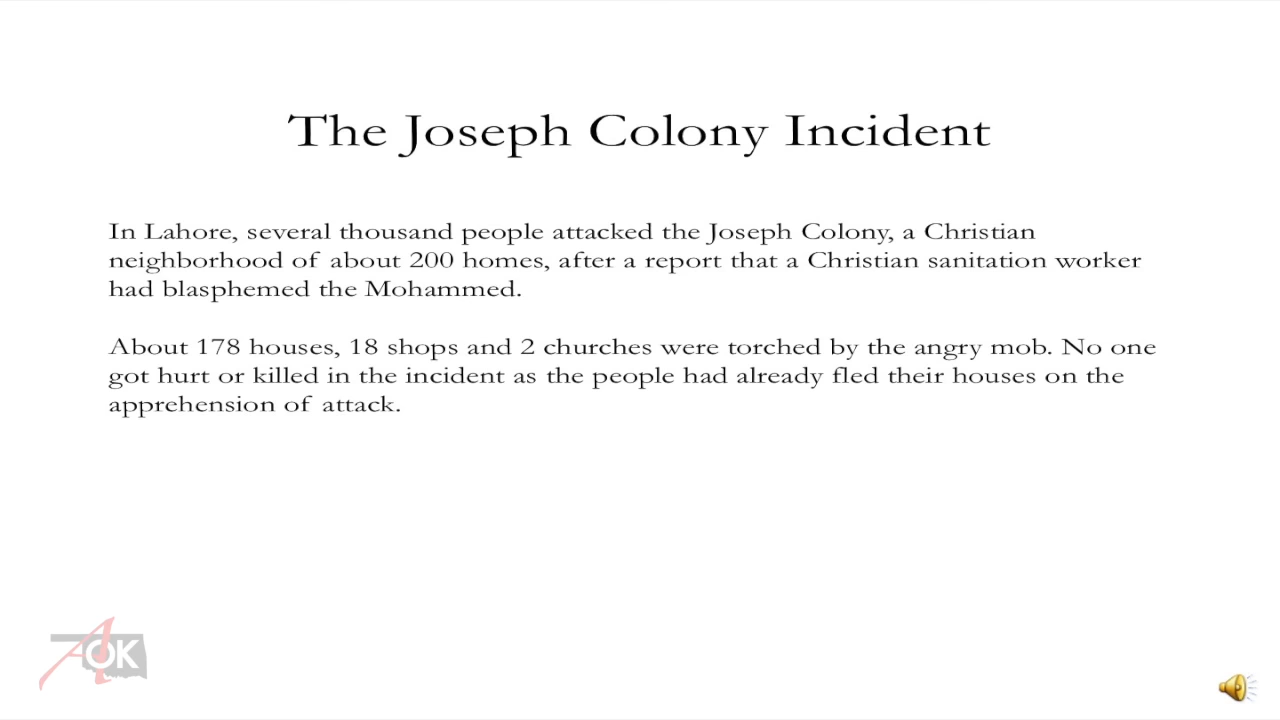 The Joseph Colony Incident
In Lahore, several thousand people attacked the Joseph Colony, a Christian
neighborhood of about 200 homes, after a report that a Christian sanitation worker
had blasphemed the Mohammed.
About 178 houses, 18 shops and 2 churches were torched by the angry mob. No one
got hurt or killed in the incident as the people had already fled their houses on the
apprehension of attack.
A OK